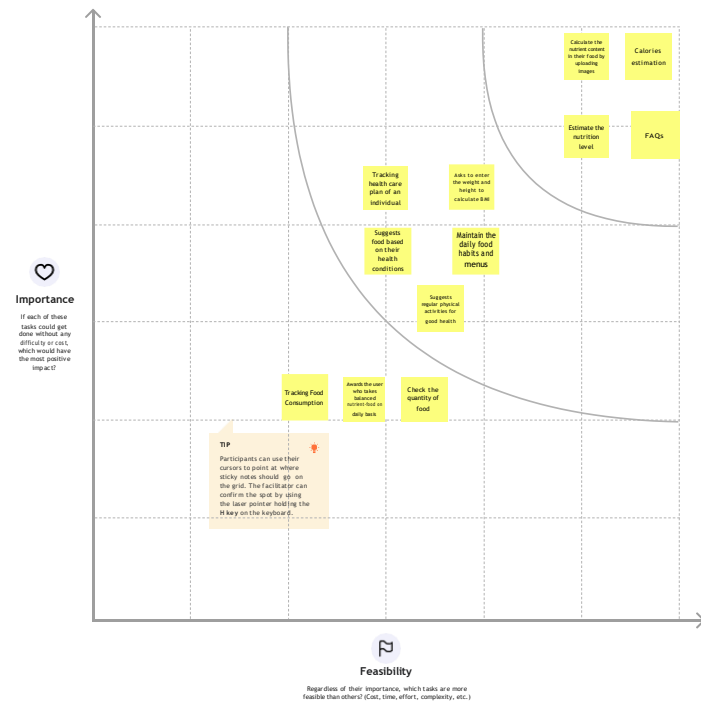 Calculate the
nutrient content
in their food by
uploading
images
Calories
estimation
Estimate the
nutrition
level
FAQs
Tracking
health care
plan of an
individual
Asks to enter
the weight and
height to
calculate BMI
Suggests
food based
on their
health
conditions
Maintain the
daily food
habits and
menus
Suggests
regular physical
activities for
good health
Importance
If each of these
tasks could get
done without any
difficulty or cost,
which would have
the most positive
impact?
Tracking Food
Consumption
Awards the user
who takes
balanced
nutrient-food on
daily basis
Check the
quantity of
food
TIP
Participants can use their
cursors to point at where
sticky notes should go on
the grid. The facilitator can
confirm the spot by using
the laser pointer holding the
H key on the keyboard.
Feasibility
Regardless of their importance, which tasks are more
feasible than others? (Cost, time, effort, complexity, etc.)